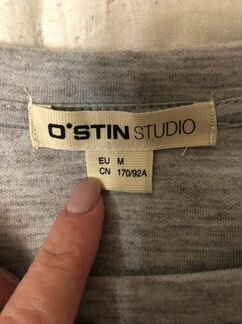 O'STIN STUDIO
EU M
CN 170/92A